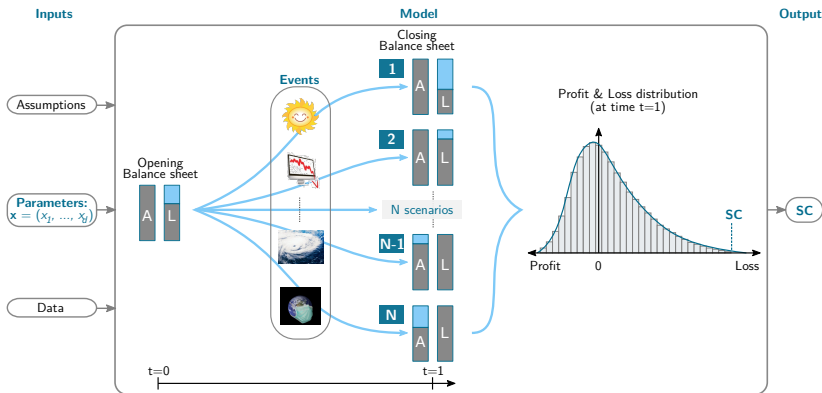 Inputs
Model
Output
Closing
Balance sheet
Events
1
A
L
Assumptions
Profit & Loss distribution
(at time t=1)
2
A
L
Opening
Balance sheet
Parameters:
x = (x1, ..., xd)
A
L
N scenarios
SC
SC
N-1
A
L
Profit
0
Loss
Data
N
A
L
t=0
t=1